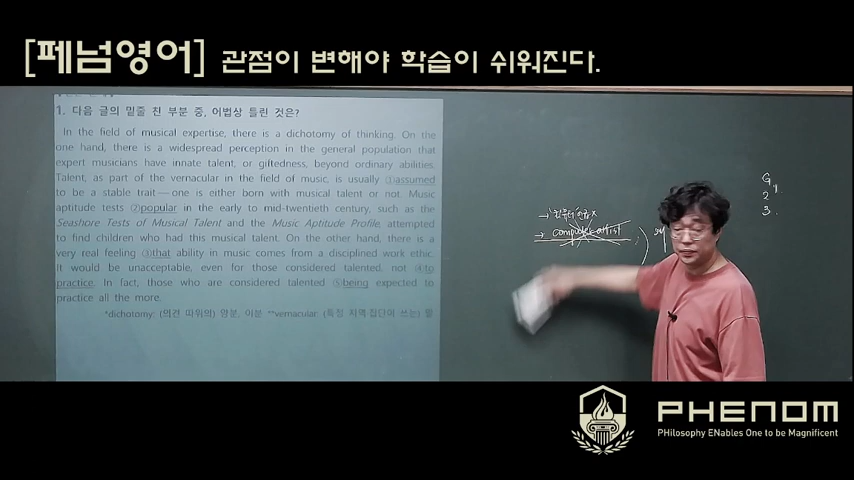 [페넘영어] 관점이 변해야 학습이 쉬워진다.
1. 다음 글의 밑줄 친 부분 중, 어법상 틀린 것은?
In the field of musical expertise, there is a dichotomy of thinking. On the
one hand, there is a widespread perception in the general population that
expert musicians have innate talent, or giftedness, beyond ordinary abilities.
Talent, as part of the vernacular in the field of music, is usually ①assumed
to be a stable trait — one is either born with musical talent or not. Music
aptitude tests ②popular in the early to mid-twentieth century, such as the
Seashore Tests of Musical Talent and the Music Aptitude Profile, attempted
to find children who had this musical talent. On the other hand, there is a
very real feeling ③that ability in music comes from a disciplined work ethic.
It would be unacceptable, even for those considered talented, not ④to
practice. In fact, those who are considered talented ⑤being expected to
practice all the more.
*dichotomy: (의견 따위의) 양분, 이분 **vernacular: (특정 지역 집단이 쓰는) 말
computer artist
G
2
3.
PHENOM
PHilosophy ENables One to be Magnificent